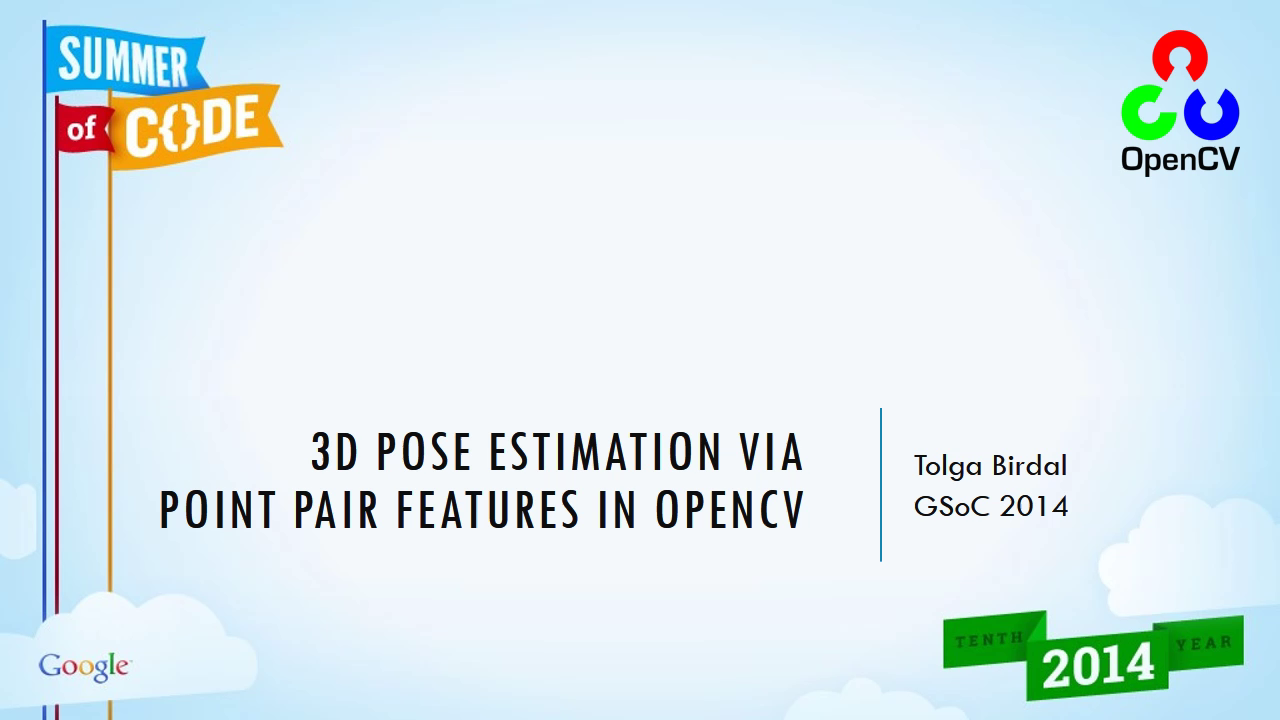 SUMMER
of C{}DE
OpenCV
3D POSE ESTIMATION VIA
POINT PAIR FEATURES IN OPENCV
Tolga Birdal
GSoC 2014
Google
TENTH 2014 YEAR